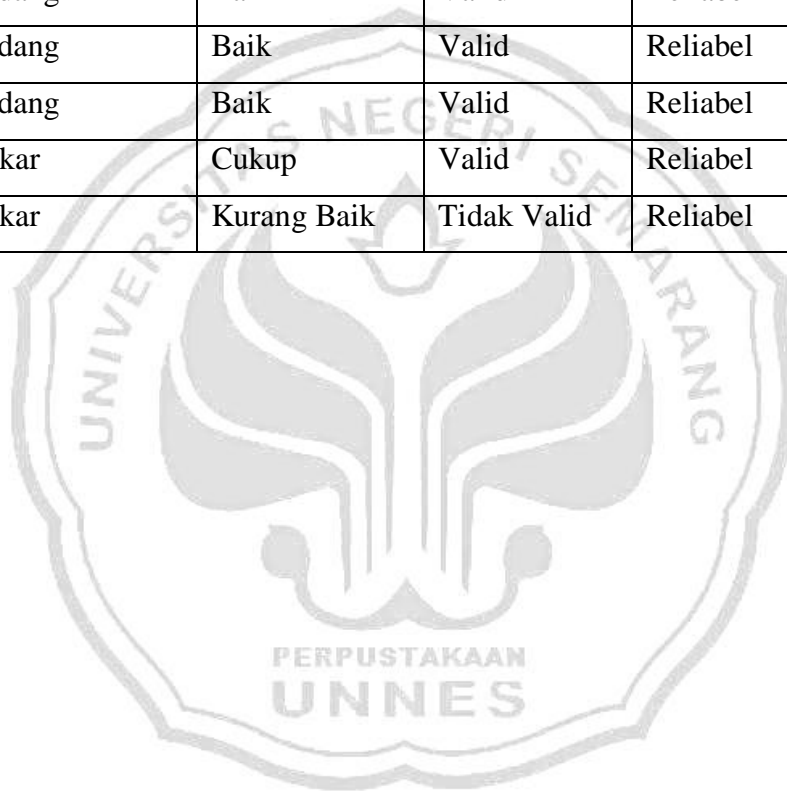 dang Baik Valid Reliabel
dang Baik Valid Reliabel
kar Cukup Valid Reliabel
kar Kurang Baik Tidak Valid Reliabel
UNIVERSITAS NEGERI SEMARANG
PERPUSTAKAAN
UNNES